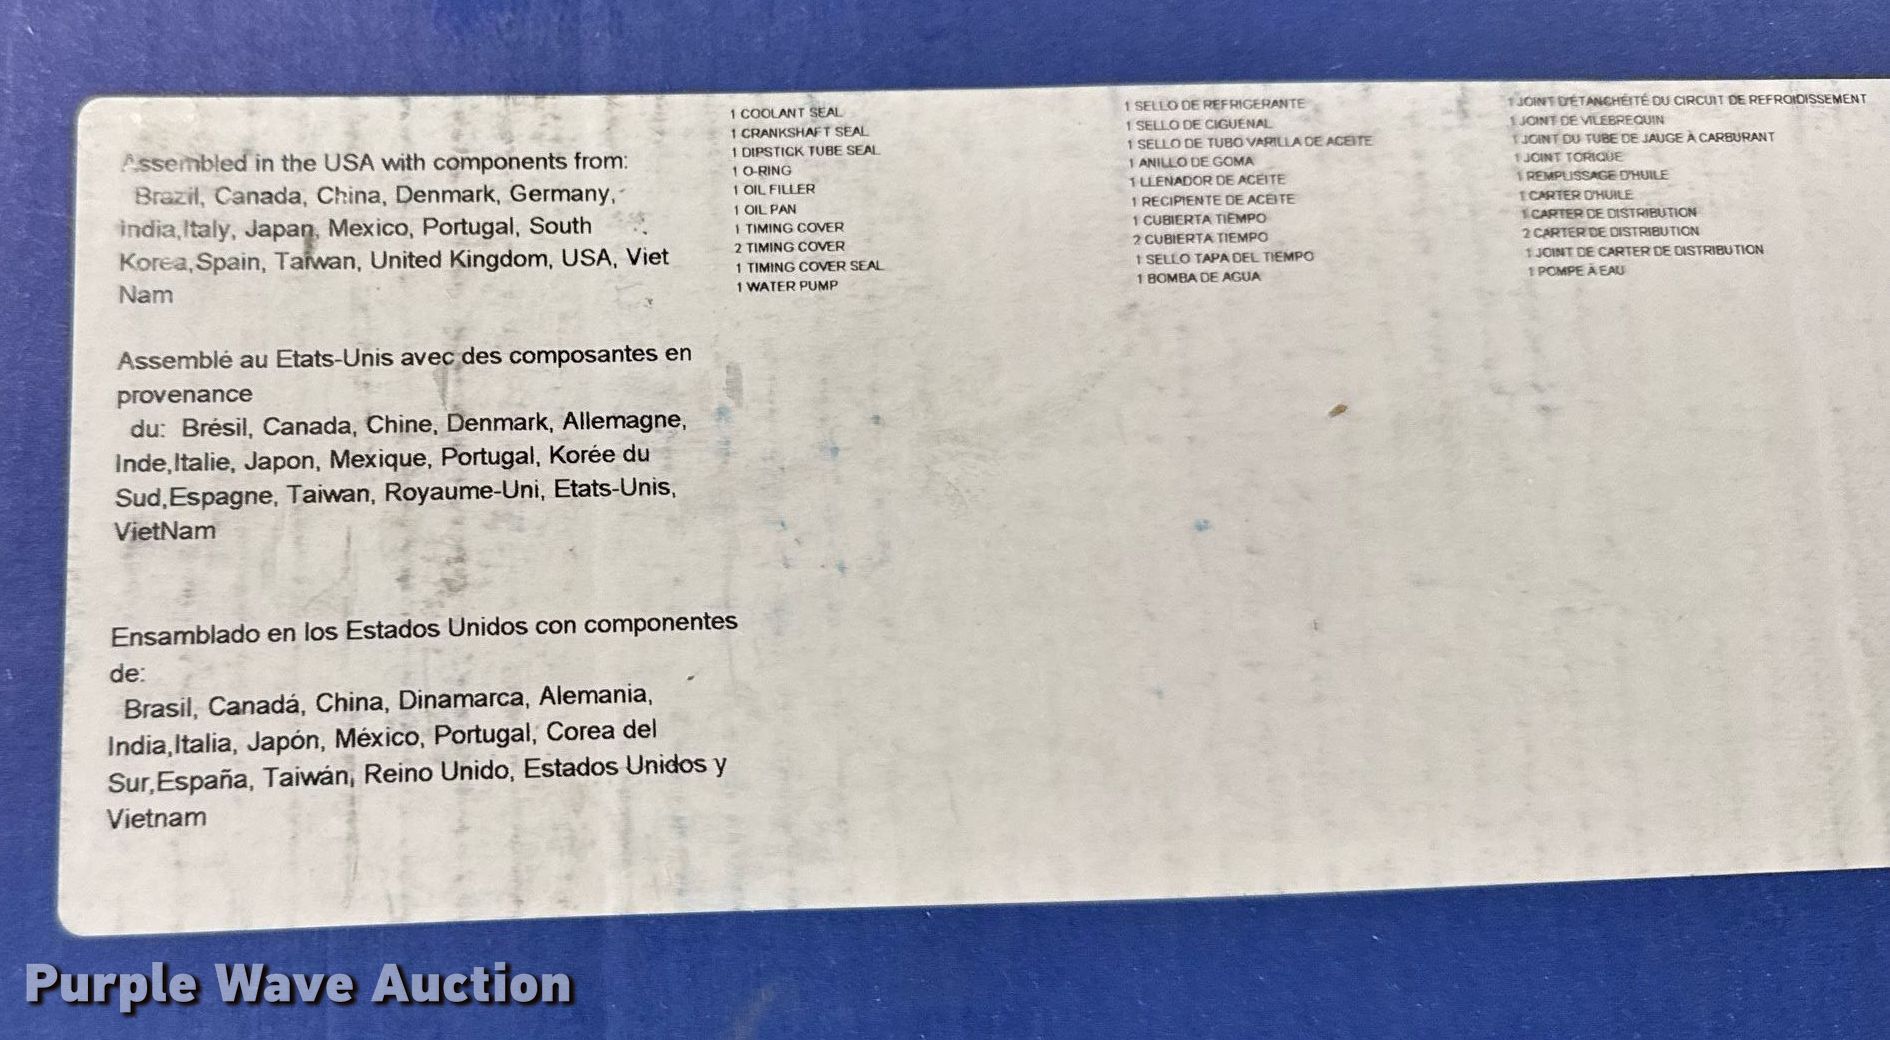 Assembled in the USA with components from:
Brazil, Canada, China, Denmark, Germany,
India,Italy, Japan, Mexico, Portugal, South
Korea,Spain, Taiwan, United Kingdom, USA, Viet
Nam
Assemblé au Etats-Unis avec des composantes en
provenance
du: Brésil, Canada, Chine, Denmark, Allemagne,
Inde,Italie, Japon, Mexique, Portugal, Korée du
Sud,Espagne, Taiwan, Royaume-Uni, Etats-Unis,
VietNam
Ensamblado en los Estados Unidos con componentes
de:
Brasil, Canadá, China, Dinamarca, Alemania,
India,Italia, Japón, México, Portugal, Corea del
Sur,España, Taiwán, Reino Unido, Estados Unidos y
Vietnam
1 COOLANT SEAL
1 CRANKSHAFT SEAL
1 DIPSTICK TUBE SEAL
1 O-RING
1 OIL FILLER
1 OIL PAN
1 TIMING COVER
2 TIMING COVER
1 TIMING COVER SEAL
1 WATER PUMP
1 SELLO DE REFRIGERANTE
1 SELLO DE CIGUENAL
1 SELLO DE TUBO VARILLA DE ACEITE
1 ANILLO DE GOMA
1 LLENADOR DE ACEITE
1 RECIPIENTE DE ACEITE
1 CUBIERTA TIEMPO
2 CUBIERTA TIEMPO
1 SELLO TAPA DEL TIEMPO
1 BOMBA DE AGUA
1 JOINT D'ÉTANCHÉITÉ DU CIRCUIT DE REFROIDISSEMENT
1 JOINT DE VILEBREQUIN
1 JOINT DU TUBE DE JAUGE À CARBURANT
1 JOINT TORIQUE
1 REMPLISSAGE D'HUILE
1 CARTER D'HUILE
1 CARTER DE DISTRIBUTION
2 CARTER DE DISTRIBUTION
1 JOINT DE CARTER DE DISTRIBUTION
1 POMPE À EAU
Purple Wave Auction